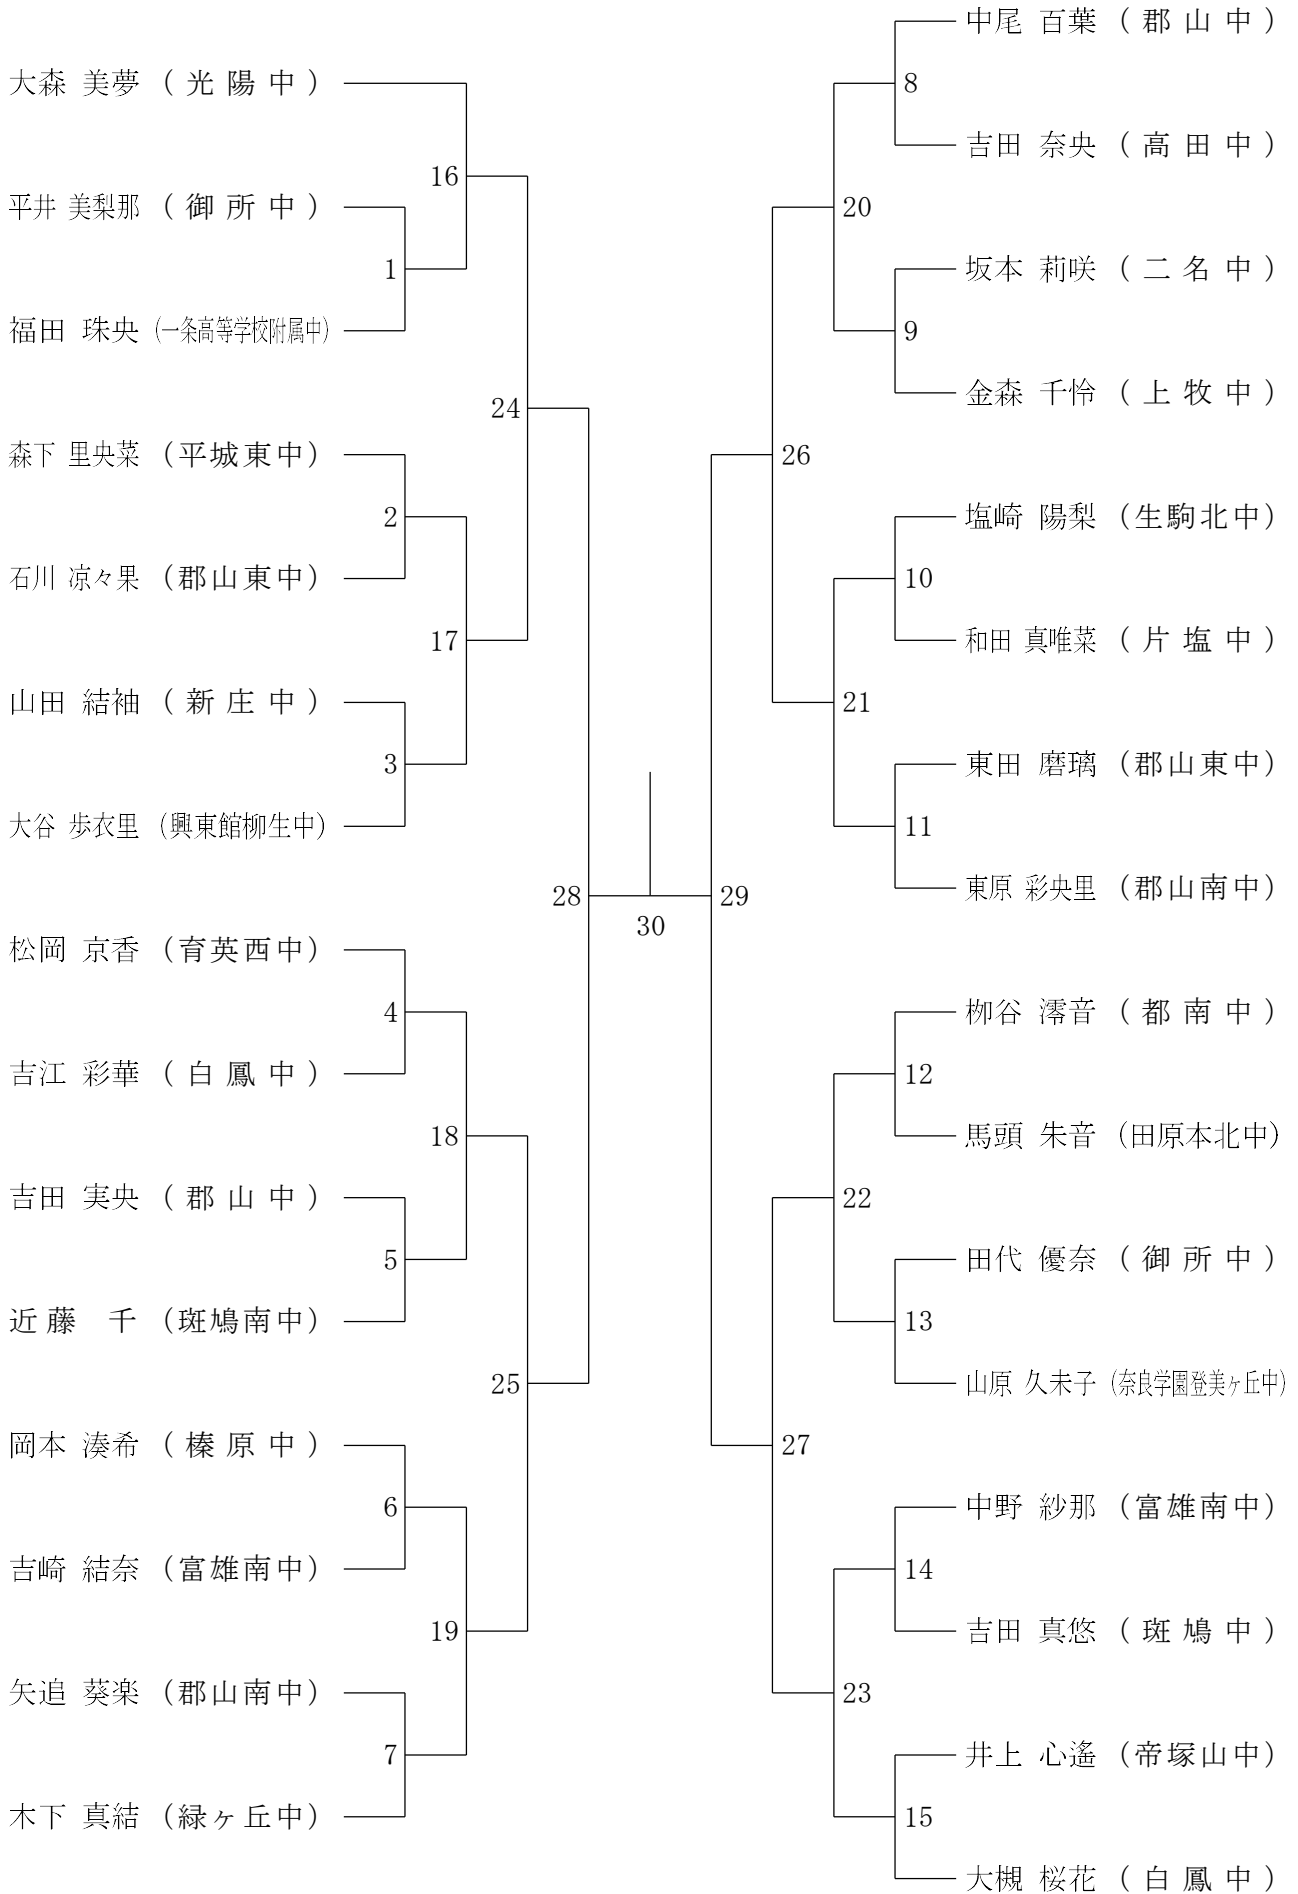 大森 美夢 ( 光 陽 中 )
16
平井 美梨那 ( 御 所 中 )
1
福田 珠央 (一条高等学校附属中)
24
森下 里央菜 (平城東中)
2
石川 凉々果 (郡山東中)
17
山田 結袖 ( 新 庄 中 )
3
大谷 歩衣里 (興東館柳生中)
28
松岡 京香 (育英西中)
4
吉江 彩華 ( 白 鳳 中 )
18
吉田 実央 ( 郡 山 中 )
5
近藤 千 (斑鳩南中)
25
岡本 湊希 ( 榛 原 中 )
6
吉崎 結奈 (富雄南中)
19
矢追 葵楽 (郡山南中)
7
木下 真結 (緑ヶ丘中)
30
中尾 百葉 ( 郡 山 中 )
8
吉田 奈央 ( 高 田 中 )
20
坂本 莉咲 ( 二 名 中 )
9
金森 千怜 ( 上 牧 中 )
26
塩崎 陽梨 (生駒北中)
10
和田 真唯菜 ( 片 塩 中 )
21
東田 磨璃 (郡山東中)
11
東原 彩央里 (郡山南中)
29
栁谷 澪音 ( 都 南 中 )
12
馬頭 朱音 (田原本北中)
22
田代 優奈 ( 御 所 中 )
13
山原 久未子 (奈良学園登美ヶ丘中)
27
中野 紗那 (富雄南中)
14
吉田 真悠 ( 斑 鳩 中 )
23
井上 心遙 (帝塚山中)
15
大槻 桜花 ( 白 鳳 中 )